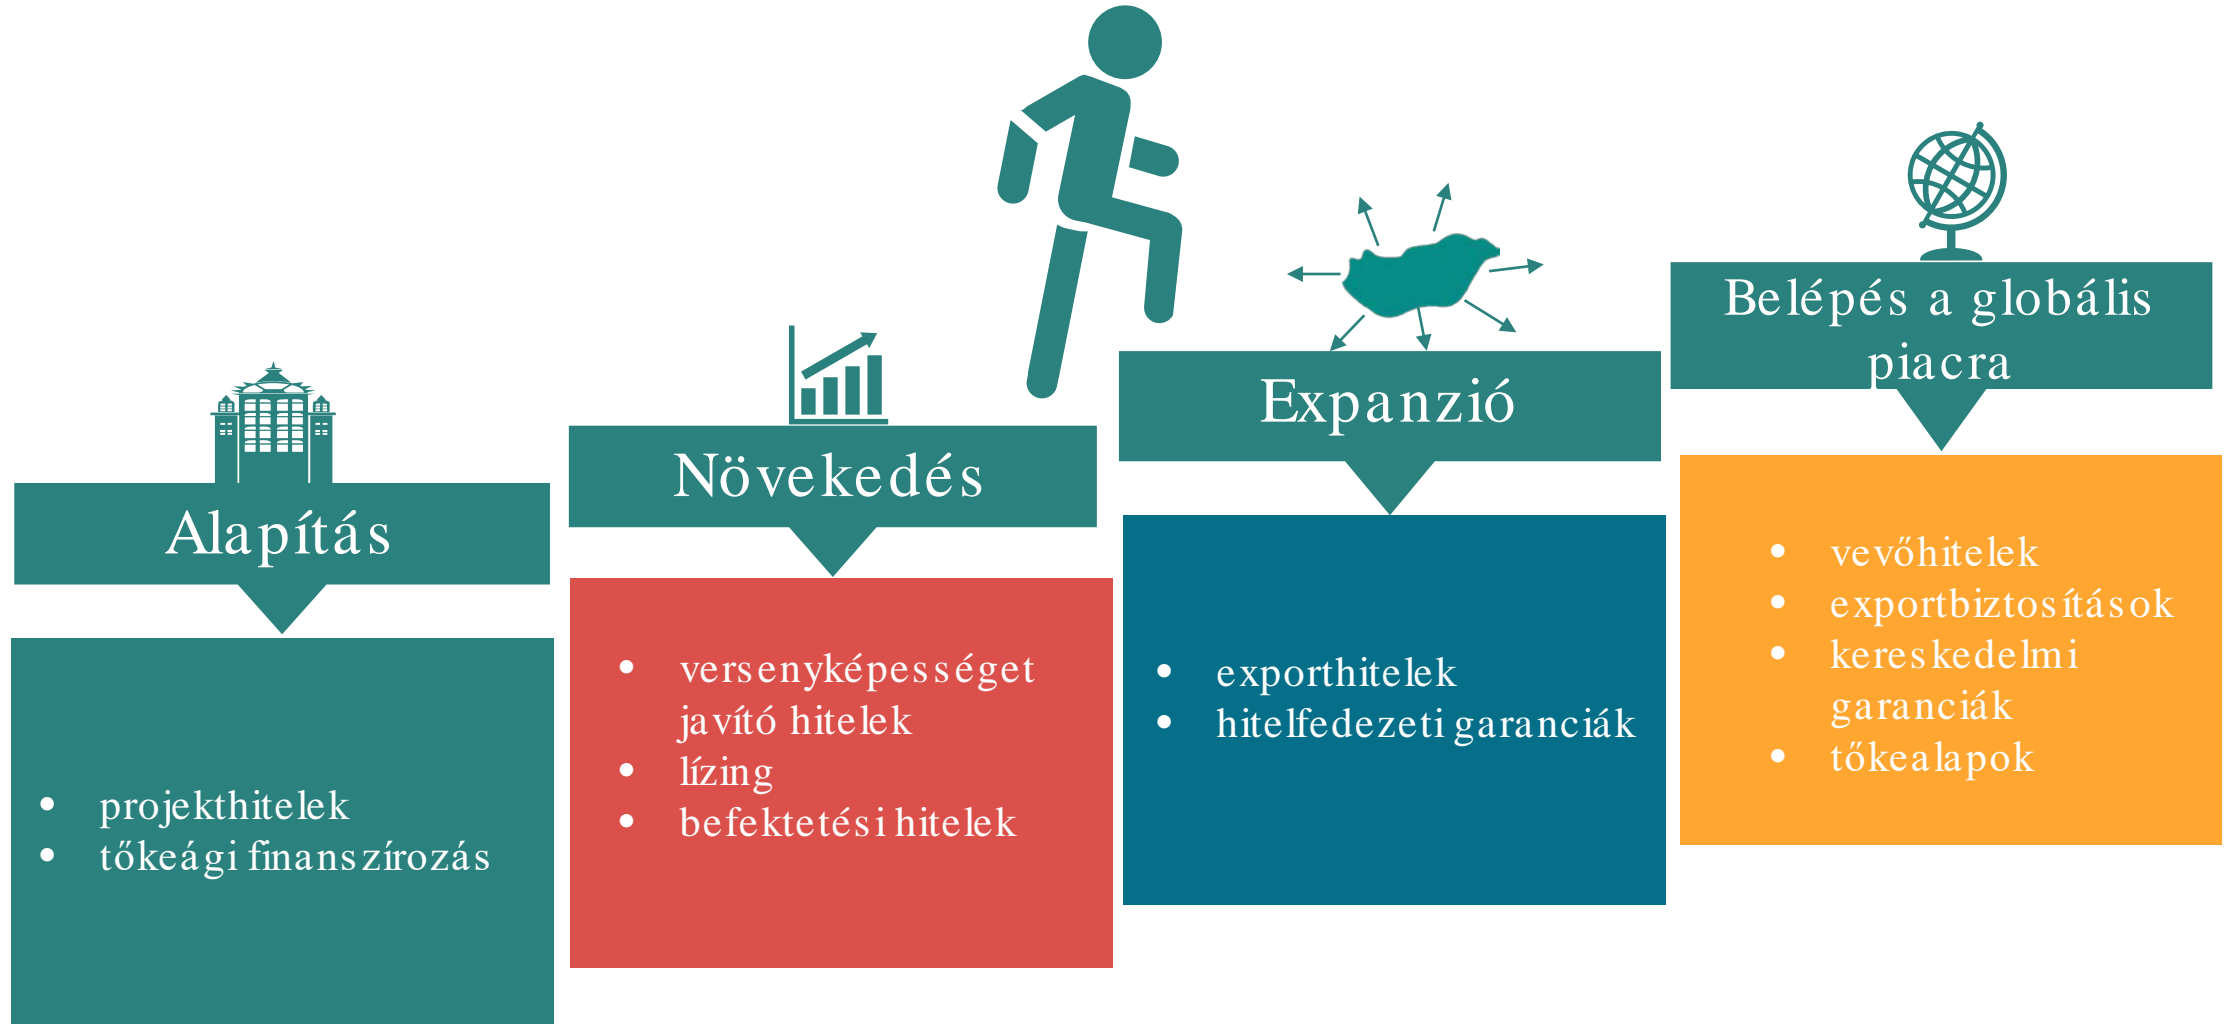 Alapítás
• projekthitelek
• tőkeági finanszírozás
Növekedés
• versenyképességet
javító hitelek
• lízing
• befektetési hitelek
Expanzió
• exporthitelek
• hitelfedezeti garanciák
Belépés a globális
piacra
• vevőhitelek
• exportbiztosítások
• kereskedelmi
garanciák
• tőkealapok